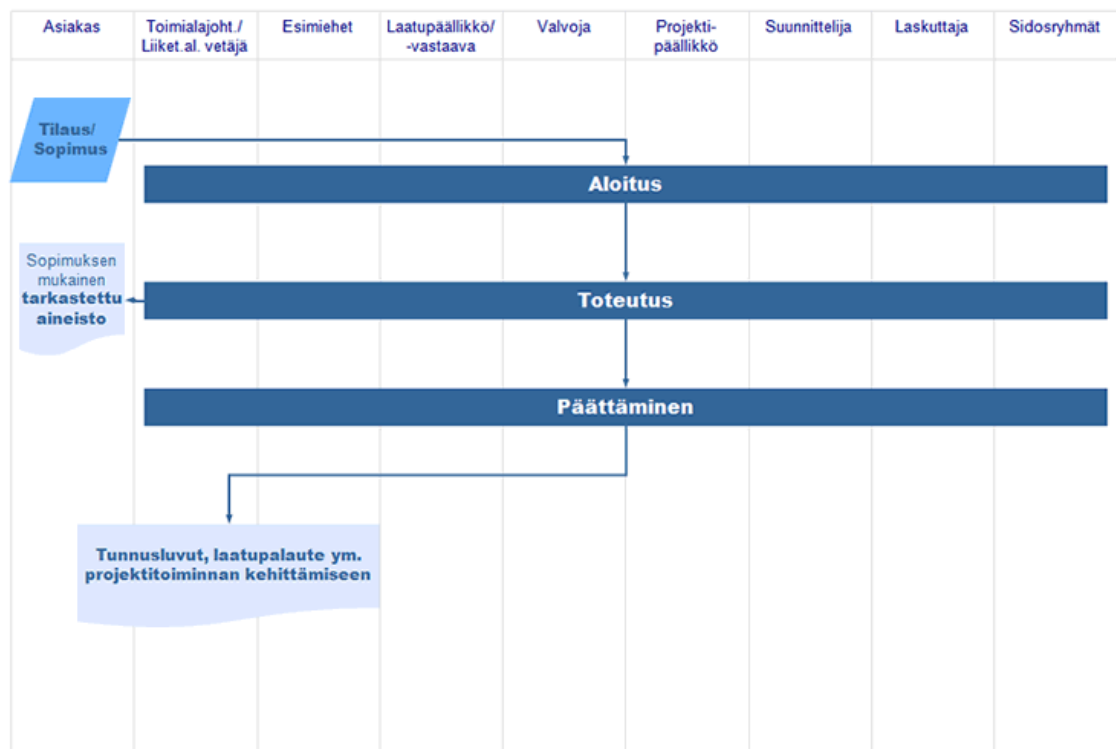 Asiakas
Toimialajoht./
Liiket.al. vetäjä
Esimiehet
Laatupäällikkö/
-vastaava
Valvoja
Projekti-
päällikkö
Suunnittelija
Laskuttaja
Sidosryhmät
Tilaus/
Sopimus
Aloitus
Sopimuksen
mukainen
tarkastettu
aineisto
Toteutus
Päättäminen
Tunnusluvut, laatupalaute ym.
projektitoiminnan kehittämiseen